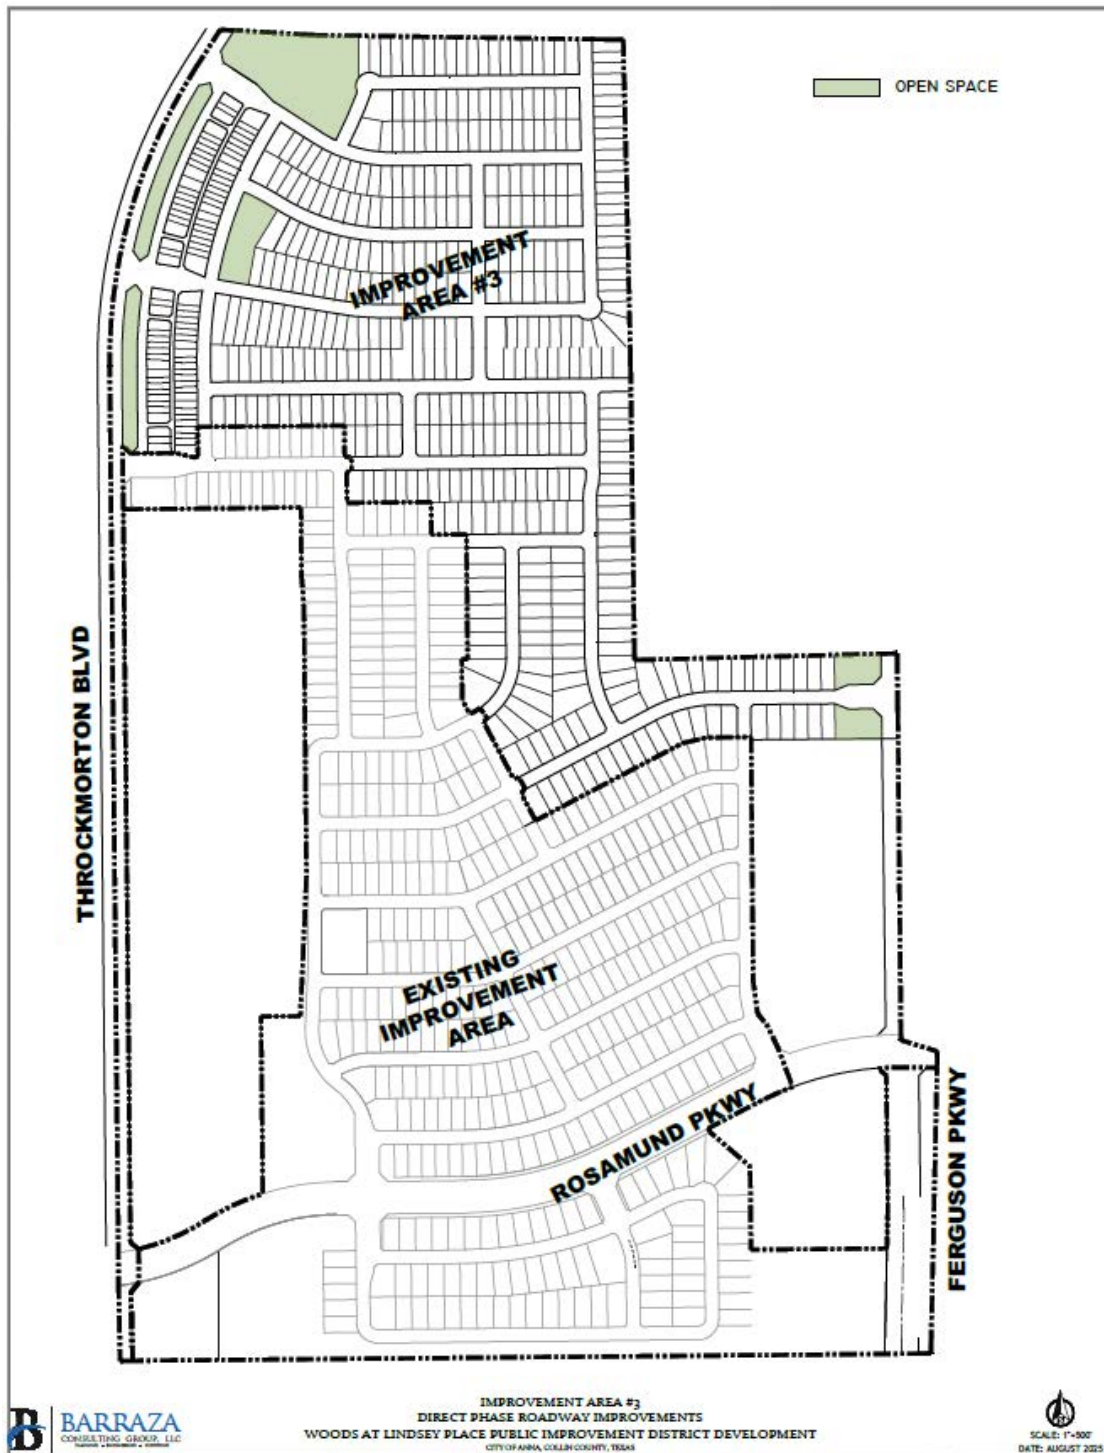 OPEN SPACE
IMPROVEMENT
AREA #3
THROCKMORTON BLVD
EXISTING
IMPROVEMENT
AREA
ROSAMUND PKWY
FERGUSON PKWY
BARRAZA
CONSULTING GROUP, LLC
IMPROVEMENT AREA #3
DIRECT PHASE ROADWAY IMPROVEMENTS
WOODS AT LINDSEY PLACE PUBLIC IMPROVEMENT DISTRICT DEVELOPMENT
CITY OF ANNA, COLLIN COUNTY, TEXAS
SCALE: 1"=500'
DATE: AUGUST 2025